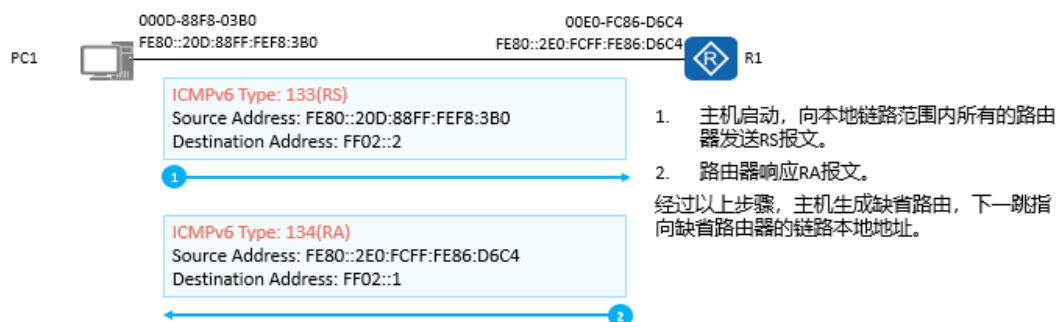 000D-88F8-03B0
FE80::20D:88FF:FEF8:3B0
00E0-FC86-D6C4
FE80::2E0:FCFF:FE86:D6C4
PC1
R
R1
ICMPv6 Type: 133(RS)
Source Address: FE80::20D:88FF:FEF8:3B0
Destination Address: FF02::2
1
ICMPv6 Type: 134(RA)
Source Address: FE80::2E0:FCFF:FE86:D6C4
Destination Address: FF02::1
2
1. 主机启动，向本地链路范围内所有的路由
器发送RS报文。
2. 路由器响应RA报文。
经过以上步骤，主机生成缺省路由，下一跳指
向缺省路由器的链路本地地址。